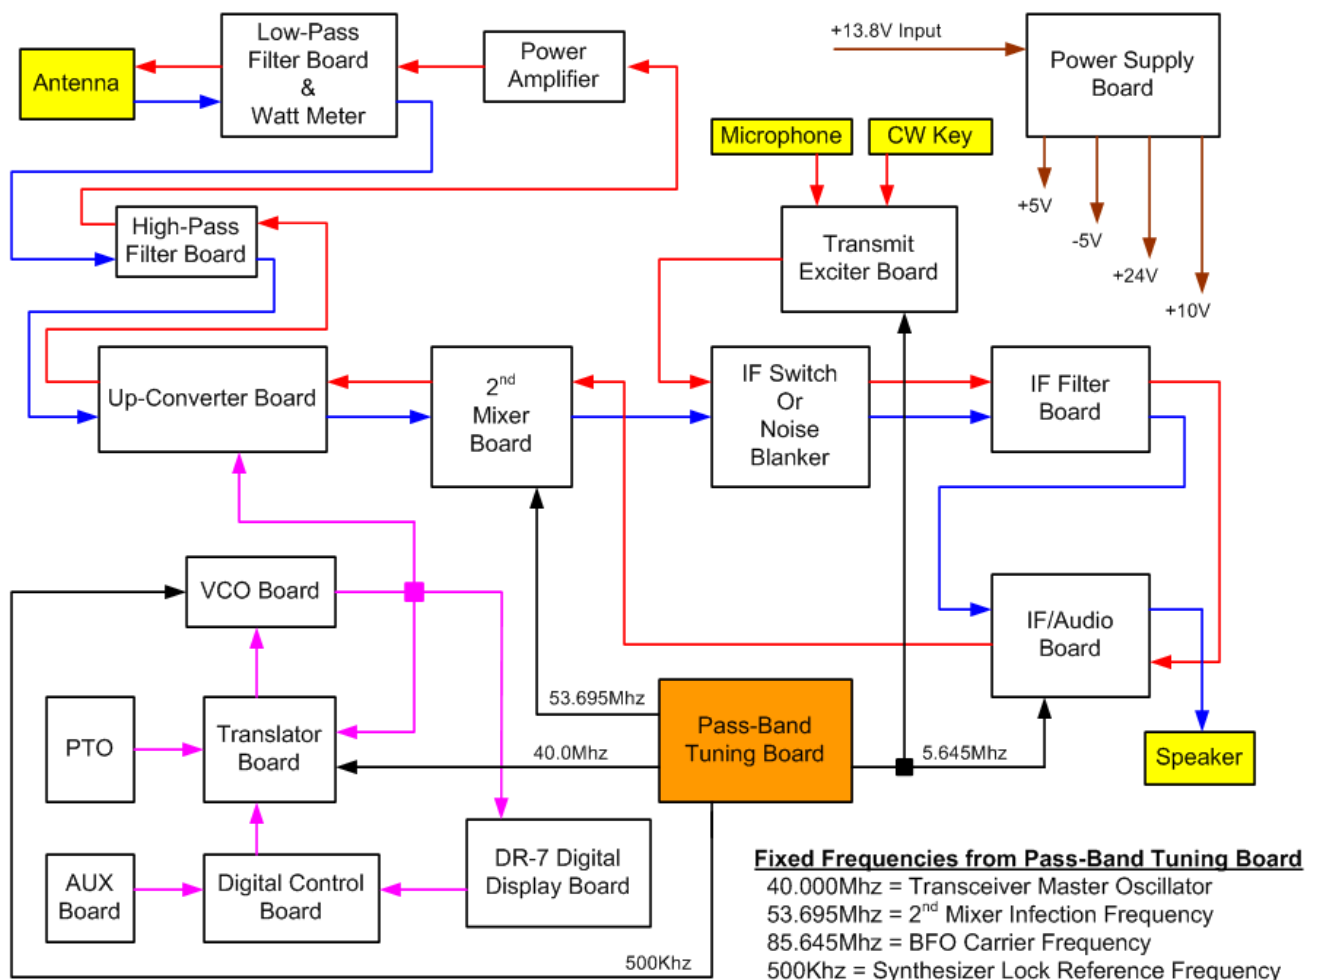 Low-Pass
Filter Board
&
Watt Meter
Antenna
Power
Amplifier
+13.8V Input
Power Supply
Board
Microphone
CW Key
+5V
-5V
+24V
+10V
High-Pass
Filter Board
Transmit
Exciter Board
Up-Converter Board
2nd
Mixer
Board
IF Switch
Or
Noise
Blanker
IF Filter
Board
VCO Board
IF/Audio
Board
53.695Mhz
Pass-Band
Tuning Board
40.0Mhz
5.645Mhz
PTO
Translator
Board
Speaker
AUX
Board
Digital Control
Board
DR-7 Digital
Display Board
500Khz
Fixed Frequencies from Pass-Band Tuning Board
40.000Mhz = Transceiver Master Oscillator
53.695Mhz = 2nd Mixer Infection Frequency
85.645Mhz = BFO Carrier Frequency
500Khz = Synthesizer Lock Reference Frequency